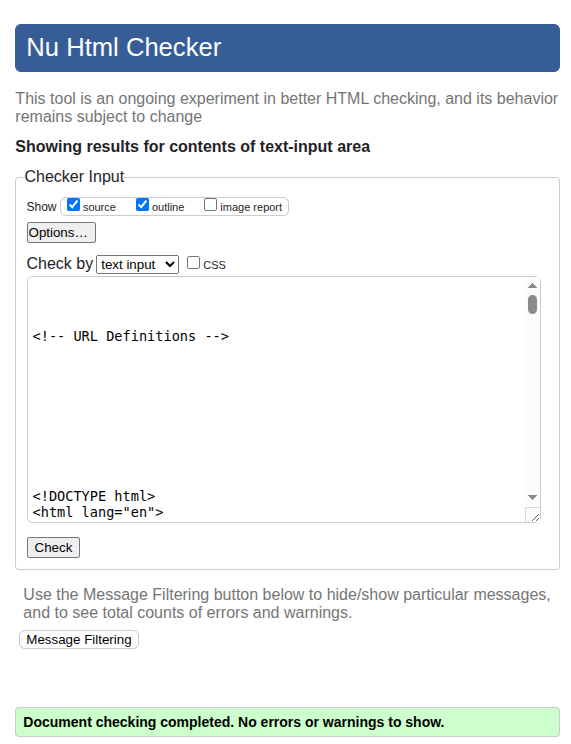 Nu Html Checker
This tool is an ongoing experiment in better HTML checking, and its behavior
remains subject to change
Showing results for contents of text-input area
Checker Input
Show source outline image report
Options…
Check by text input CSS
<!-- URL Definitions -->
<!DOCTYPE html>
<html lang="en">
Check
Use the Message Filtering button below to hide/show particular messages,
and to see total counts of errors and warnings.
Message Filtering
Document checking completed. No errors or warnings to show.